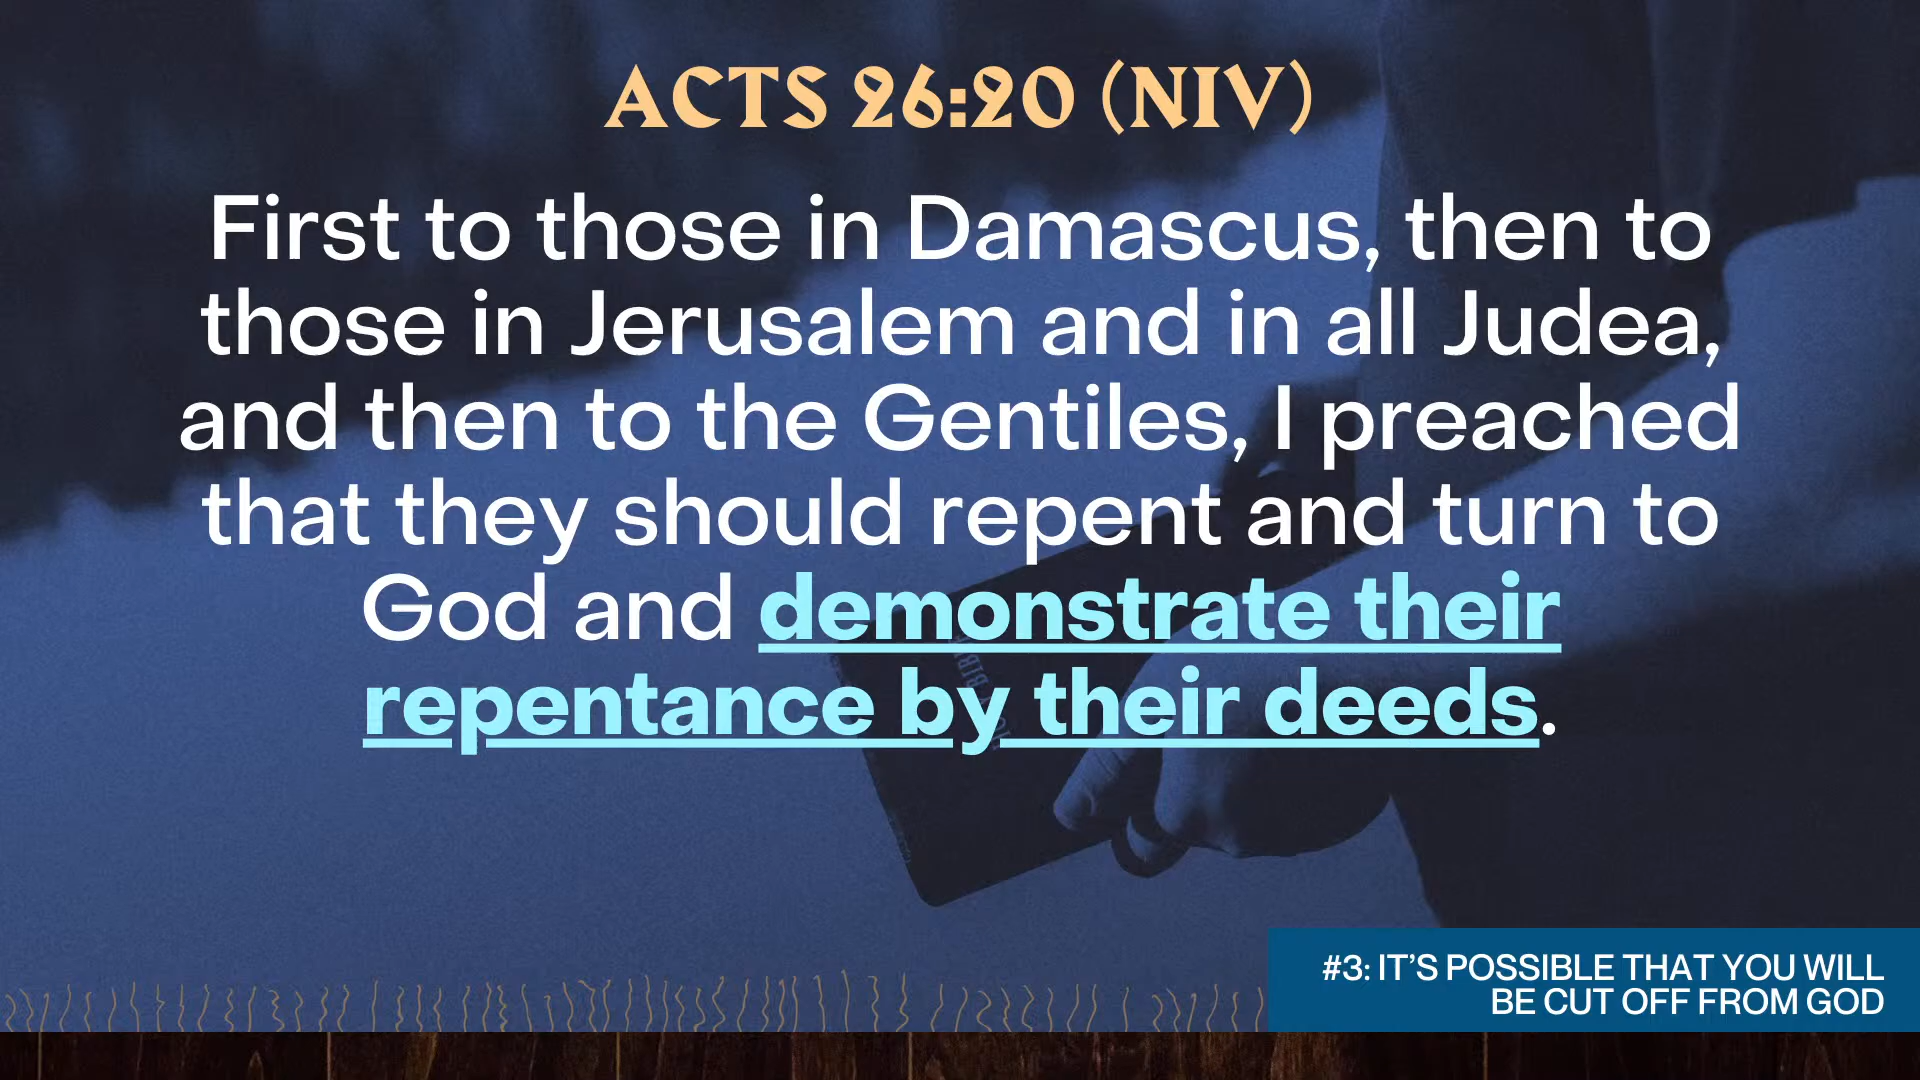 ACTS 26:20 (NIV)
First to those in Damascus, then to
those in Jerusalem and in all Judea,
and then to the Gentiles, I preached
that they should repent and turn to
God and demonstrate their
repentance by their deeds.
#3: IT’S POSSIBLE THAT YOU WILL
BE CUT OFF FROM GOD